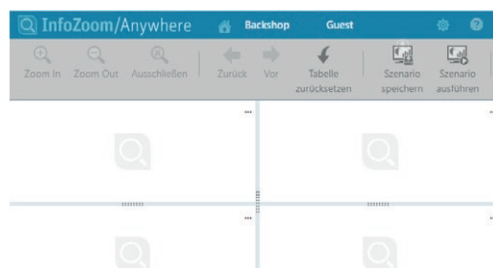 InfoZoom/Anywhere Backshop Guest
Zoom In Zoom Out Ausschließen Zurück Vor Tabelle zurücksetzen Szenario speichern Szenario ausführen